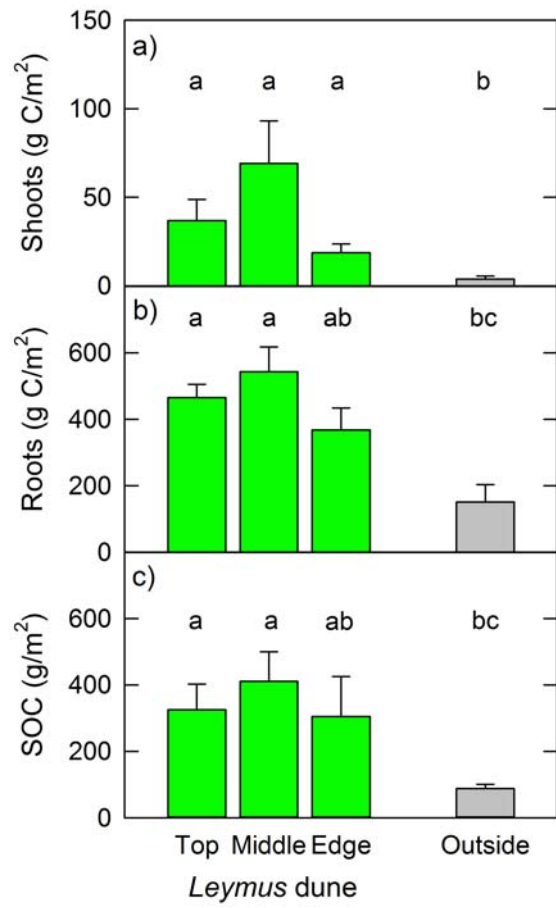 150
a)
a a a b
100
50
0
Shoots (g C/m²)
b)
a a ab bc
600
400
200
0
Roots (g C/m²)
c)
600
a a ab bc
400
200
0
SOC (g/m²)
Top Middle Edge Outside
Leymus dune